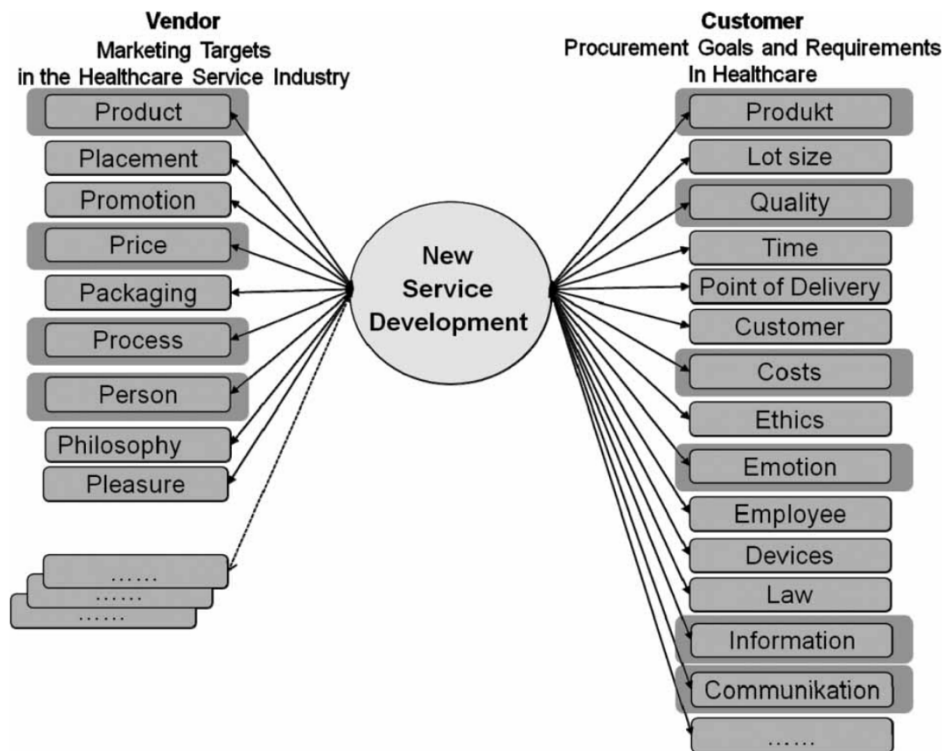 Vendor
Marketing Targets
in the Healthcare Service Industry
Product
Placement
Promotion
Price
Packaging
Process
Person
Philosophy
Pleasure
......
......
......
New
Service
Development
Customer
Procurement Goals and Requirements
In Healthcare
Produkt
Lot size
Quality
Time
Point of Delivery
Customer
Costs
Ethics
Emotion
Employee
Devices
Law
Information
Communikation
......